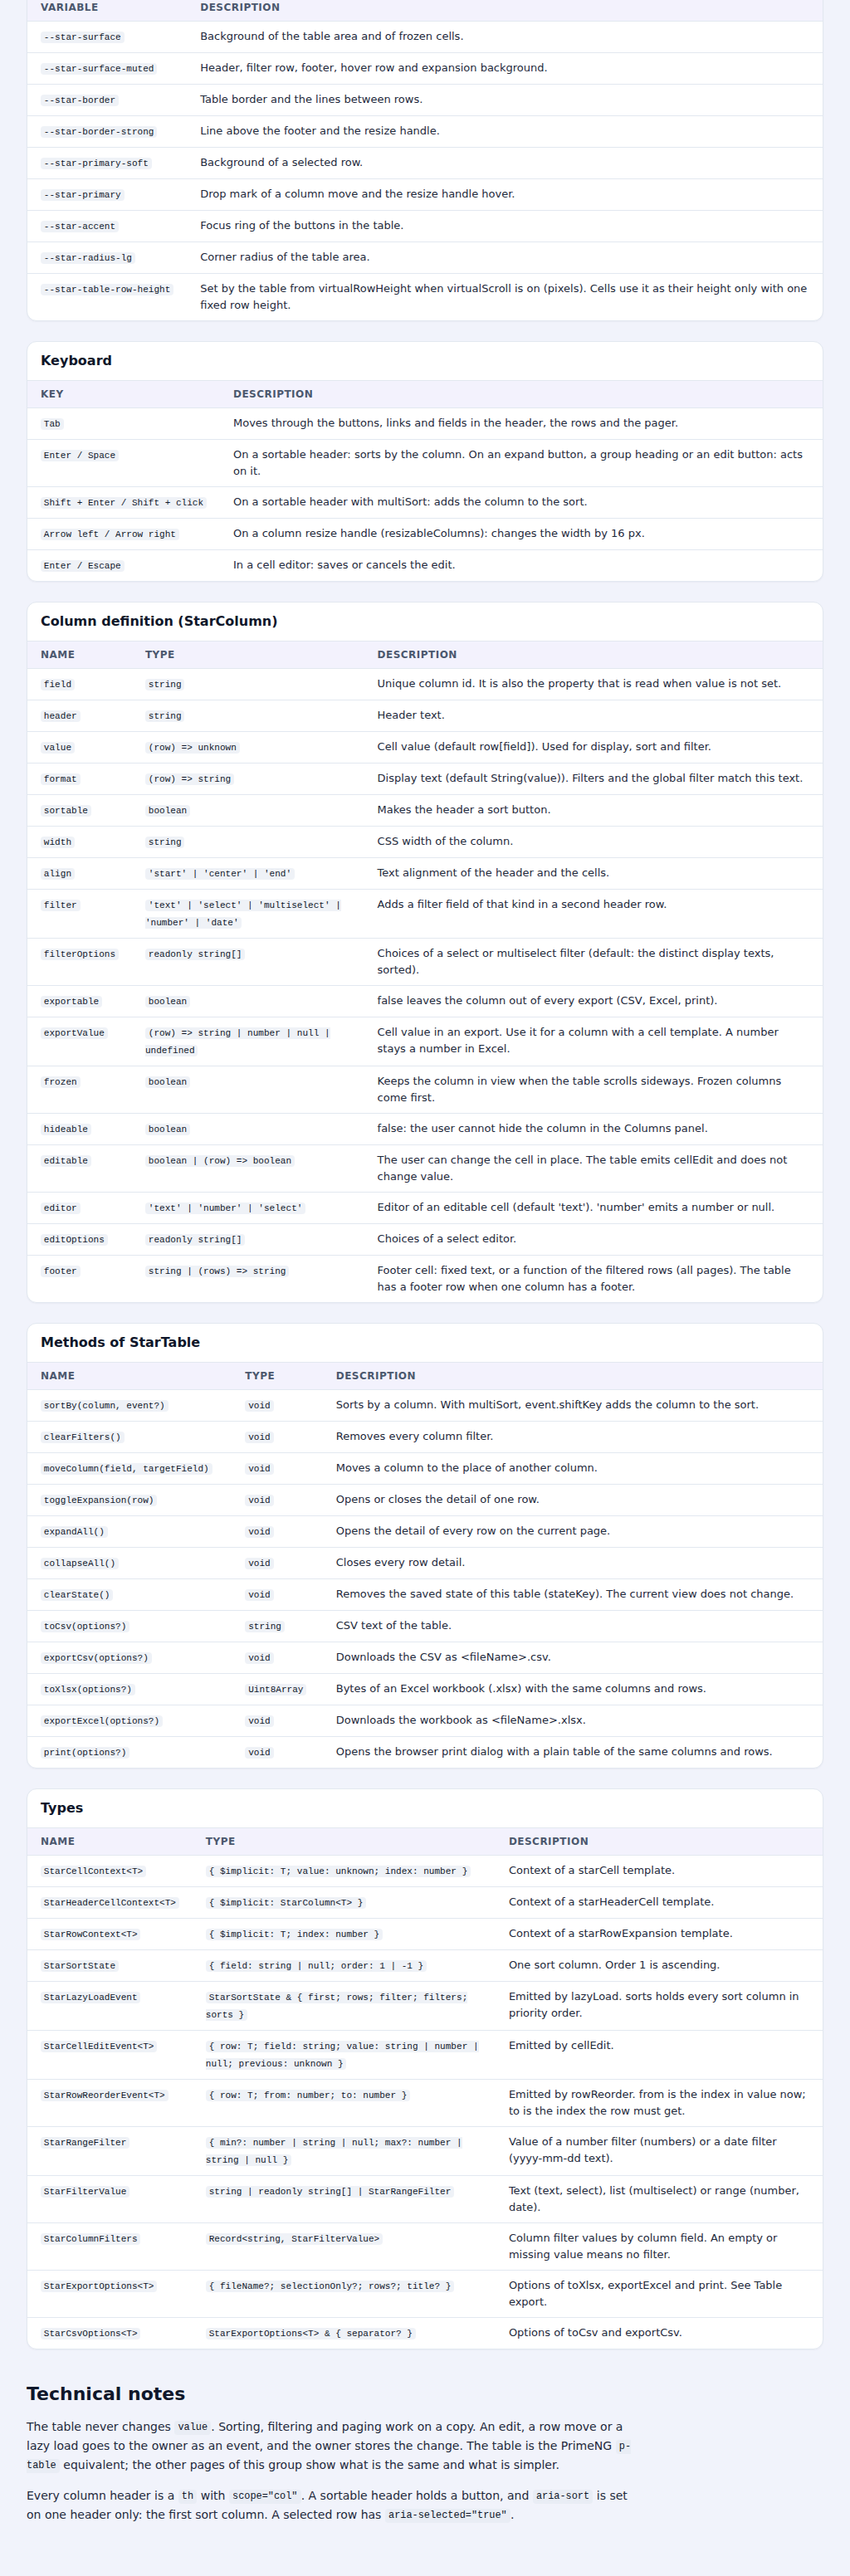 VARIABLE DESCRIPTION
--star-surface Background of the table area and of frozen cells.
--star-surface-muted Header, filter row, footer, hover row and expansion background.
--star-border Table border and the lines between rows.
--star-border-strong Line above the footer and the resize handle.
--star-primary-soft Background of a selected row.
--star-primary Drop mark of a column move and the resize handle hover.
--star-accent Focus ring of the buttons in the table.
--star-radius-lg Corner radius of the table area.
--star-table-row-height Set by the table from virtualRowHeight when virtualScroll is on (pixels). Cells use it as their height only with one
fixed row height.
Keyboard
KEY DESCRIPTION
Tab Moves through the buttons, links and fields in the header, the rows and the pager.
Enter / Space On a sortable header: sorts by the column. On an expand button, a group heading or an edit button: acts
on it.
Shift + Enter / Shift + click On a sortable header with multiSort: adds the column to the sort.
Arrow left / Arrow right On a column resize handle (resizableColumns): changes the width by 16 px.
Enter / Escape In a cell editor: saves or cancels the edit.
Column definition (StarColumn)
NAME TYPE DESCRIPTION
field string Unique column id. It is also the property that is read when value is not set.
header string Header text.
value (row) => unknown Cell value (default row[field]). Used for display, sort and filter.
format (row) => string Display text (default String(value)). Filters and the global filter match this text.
sortable boolean Makes the header a sort button.
width string CSS width of the column.
align 'start' | 'center' | 'end' Text alignment of the header and the cells.
filter 'text' | 'select' | 'multiselect' | Adds a filter field of that kind in a second header row.
'number' | 'date'
filterOptions readonly string[] Choices of a select or multiselect filter (default: the distinct display texts,
sorted).
exportable boolean false leaves the column out of every export (CSV, Excel, print).
exportValue (row) => string | number | null | Cell value in an export. Use it for a column with a cell template. A number
undefined stays a number in Excel.
frozen boolean Keeps the column in view when the table scrolls sideways. Frozen columns
come first.
hideable boolean false: the user cannot hide the column in the Columns panel.
editable boolean | (row) => boolean The user can change the cell in place. The table emits cellEdit and does not
change value.
editor 'text' | 'number' | 'select' Editor of an editable cell (default 'text'). 'number' emits a number or null.
editOptions readonly string[] Choices of a select editor.
footer string | (rows) => string Footer cell: fixed text, or a function of the filtered rows (all pages). The table
has a footer row when one column has a footer.
Methods of StarTable
NAME TYPE DESCRIPTION
sortBy(column, event?) void Sorts by a column. With multiSort, event.shiftKey adds the column to the sort.
clearFilters() void Removes every column filter.
moveColumn(field, targetField) void Moves a column to the place of another column.
toggleExpansion(row) void Opens or closes the detail of one row.
expandAll() void Opens the detail of every row on the current page.
collapseAll() void Closes every row detail.
clearState() void Removes the saved state of this table (stateKey). The current view does not change.
toCsv(options?) string CSV text of the table.
exportCsv(options?) void Downloads the CSV as <fileName>.csv.
toXlsx(options?) Uint8Array Bytes of an Excel workbook (.xlsx) with the same columns and rows.
exportExcel(options?) void Downloads the workbook as <fileName>.xlsx.
print(options?) void Opens the browser print dialog with a plain table of the same columns and rows.
Types
NAME TYPE DESCRIPTION
StarCellContext<T> { $implicit: T; value: unknown; index: number } Context of a starCell template.
StarHeaderCellContext<T> { $implicit: StarColumn<T> } Context of a starHeaderCell template.
StarRowContext<T> { $implicit: T; index: number } Context of a starRowExpansion template.
StarSortState { field: string | null; order: 1 | -1 } One sort column. Order 1 is ascending.
StarLazyLoadEvent StarSortState & { first; rows; filter; filters; Emitted by lazyLoad. sorts holds every sort column in
sorts } priority order.
StarCellEditEvent<T> { row: T; field: string; value: string | number | Emitted by cellEdit.
null; previous: unknown }
StarRowReorderEvent<T> { row: T; from: number; to: number } Emitted by rowReorder. from is the index in value now;
to is the index the row must get.
StarRangeFilter { min?: number | string | null; max?: number | Value of a number filter (numbers) or a date filter
string | null } (yyyy-mm-dd text).
StarFilterValue string | readonly string[] | StarRangeFilter Text (text, select), list (multiselect) or range (number,
date).
StarColumnFilters Record<string, StarFilterValue> Column filter values by column field. An empty or
missing value means no filter.
StarExportOptions<T> { fileName?; selectionOnly?; rows?; title? } Options of toXlsx, exportExcel and print. See Table
export.
StarCsvOptions<T> StarExportOptions<T> & { separator? } Options of toCsv and exportCsv.
Technical notes
The table never changes value. Sorting, filtering and paging work on a copy. An edit, a row move or a
lazy load goes to the owner as an event, and the owner stores the change. The table is the PrimeNG p-
table equivalent; the other pages of this group show what is the same and what is simpler.
Every column header is a th with scope="col". A sortable header holds a button, and aria-sort is set
on one header only: the first sort column. A selected row has aria-selected="true".